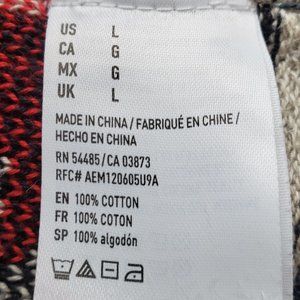 US L
CA G
MX G
UK L
MADE IN CHINA / FABRIQUÉ EN CHINE /
HECHO EN CHINA
RN 54485/CA 03873
RFC# AEM120605U9A
EN 100% COTTON
FR 100% COTON
SP 100% algodón